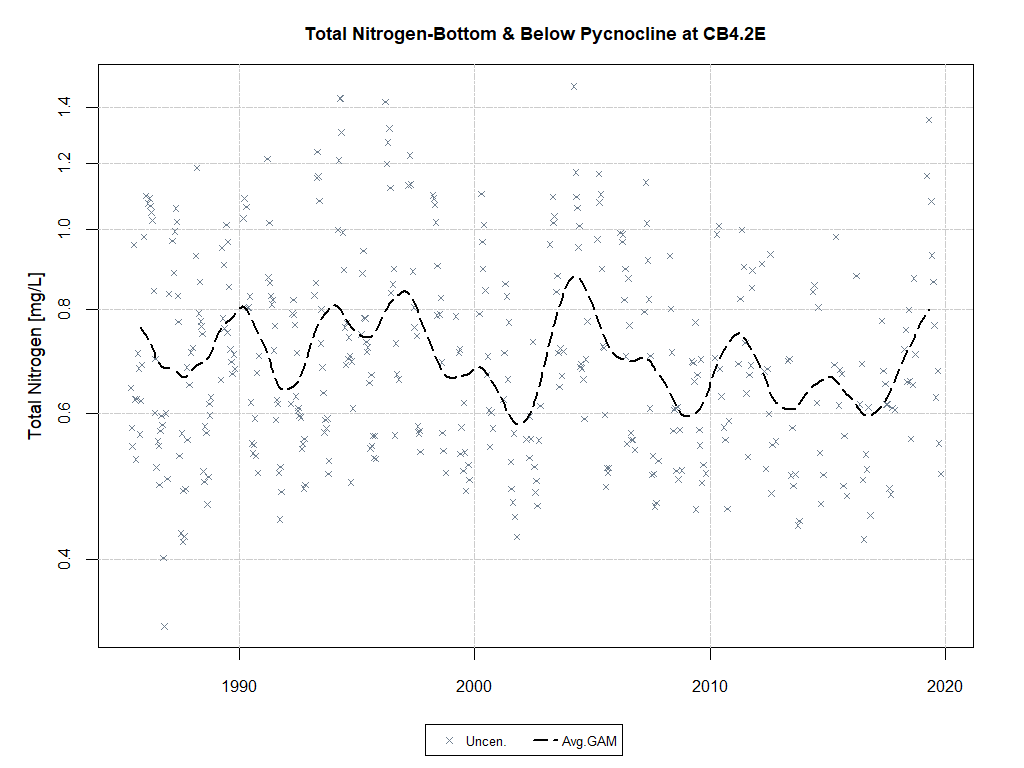 Total Nitrogen-Bottom & Below Pycnocline at CB4.2E
Total Nitrogen [mg/L]
1.4
1.2
1.0
0.8
0.6
0.4
1990 2000 2010 2020
Uncen. Avg.GAM